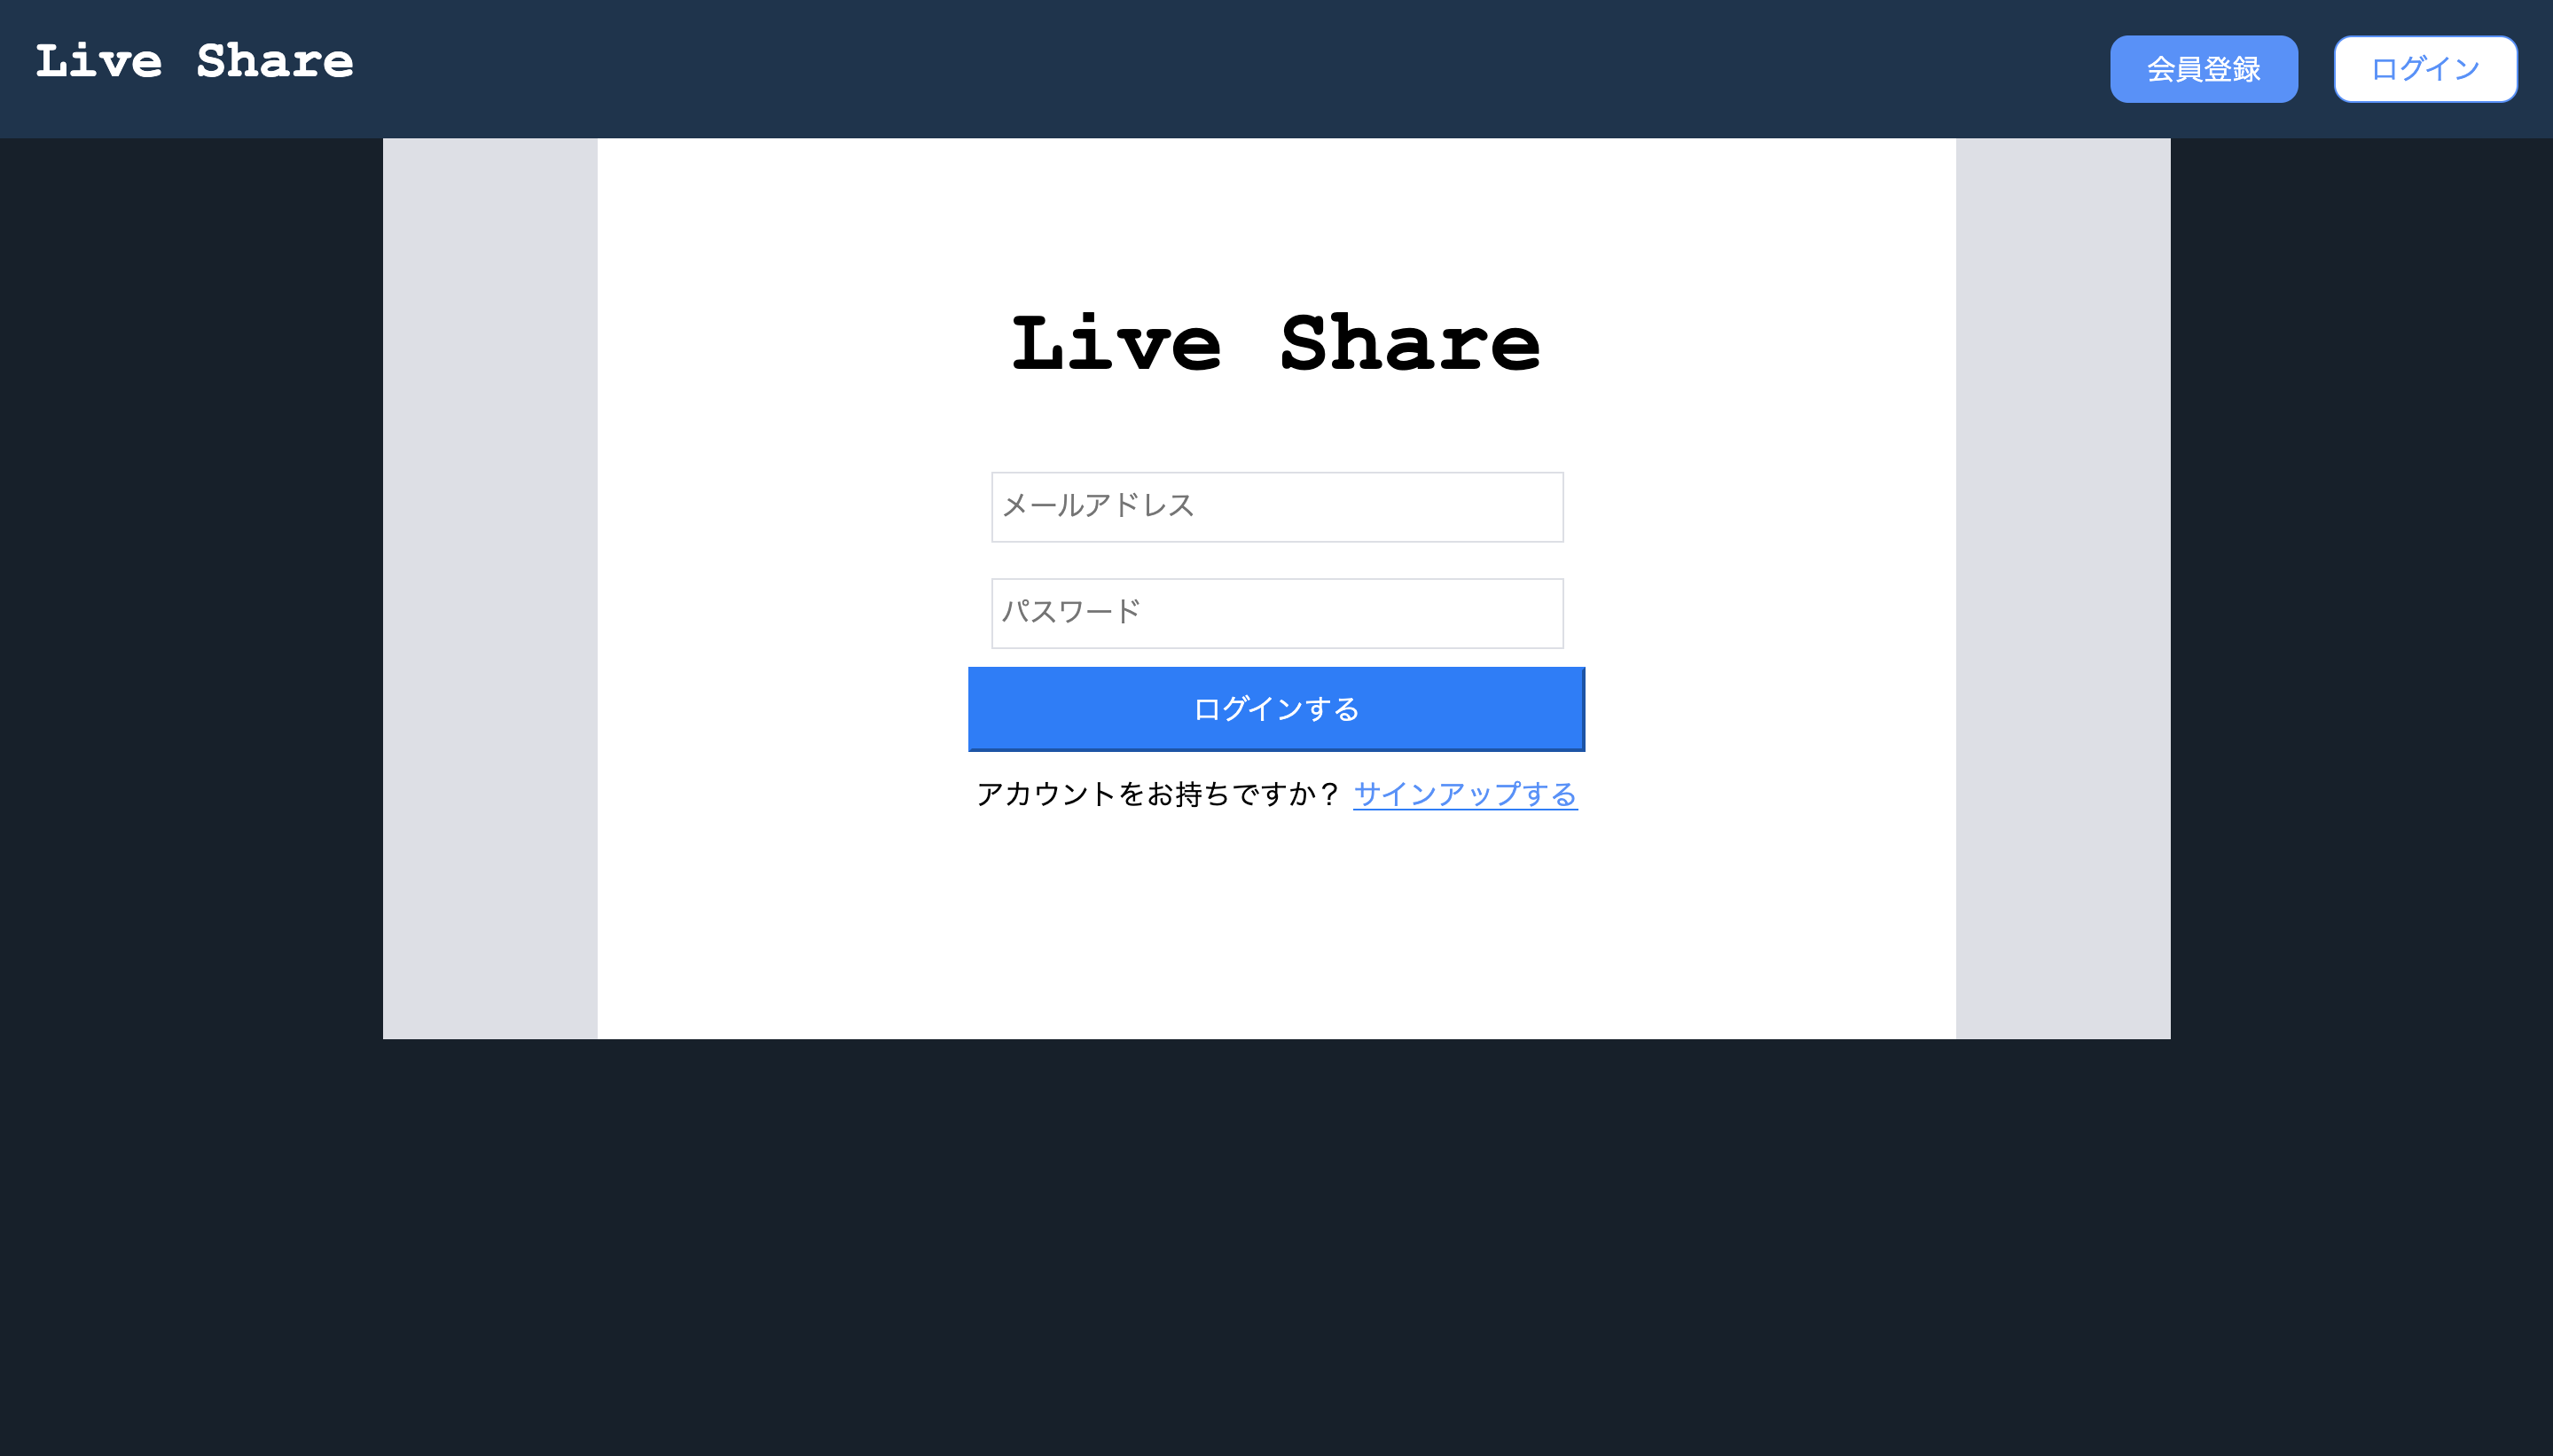 Live Share
会員登録
ログイン
Live Share
メールアドレス
パスワード
ログインする
アカウントをお持ちですか？ サインアップする